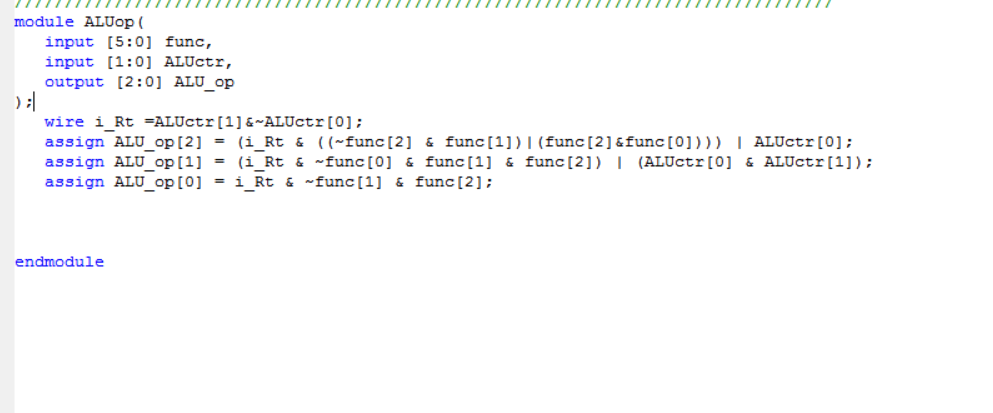 ////////////////////////////////////////////////////////////////////////////////
module ALUop(
input [5:0] func,
input [1:0] ALUctr,
output [2:0] ALU_op
);
wire i_Rt =ALUctr[1]&~ALUctr[0];
assign ALU_op[2] = (i_Rt & ((~func[2] & func[1])|(func[2]&func[0]))) | ALUctr[0];
assign ALU_op[1] = (i_Rt & ~func[0] & func[1] & func[2]) | (ALUctr[0] & ALUctr[1]);
assign ALU_op[0] = i_Rt & ~func[1] & func[2];
endmodule